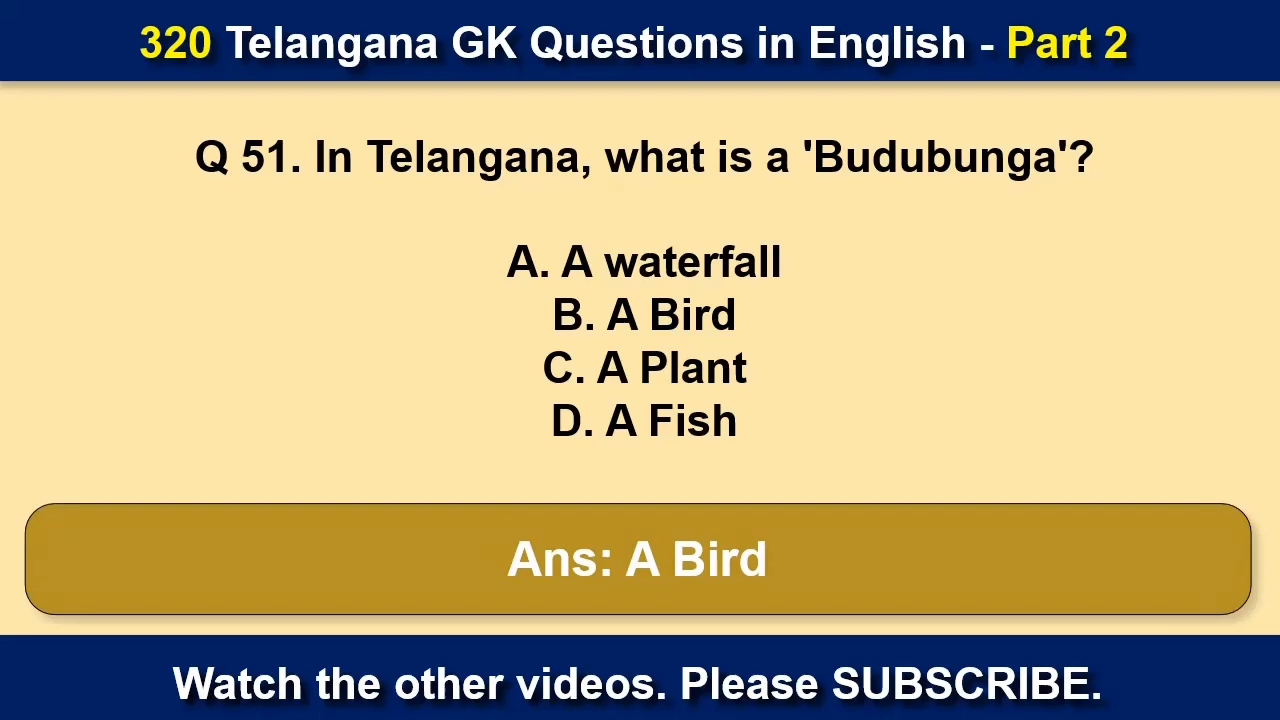 320 Telangana GK Questions in English - Part 2
Q 51. In Telangana, what is a 'Budubunga'?
A. A waterfall
B. A Bird
C. A Plant
D. A Fish
Ans: A Bird
Watch the other videos. Please SUBSCRIBE.